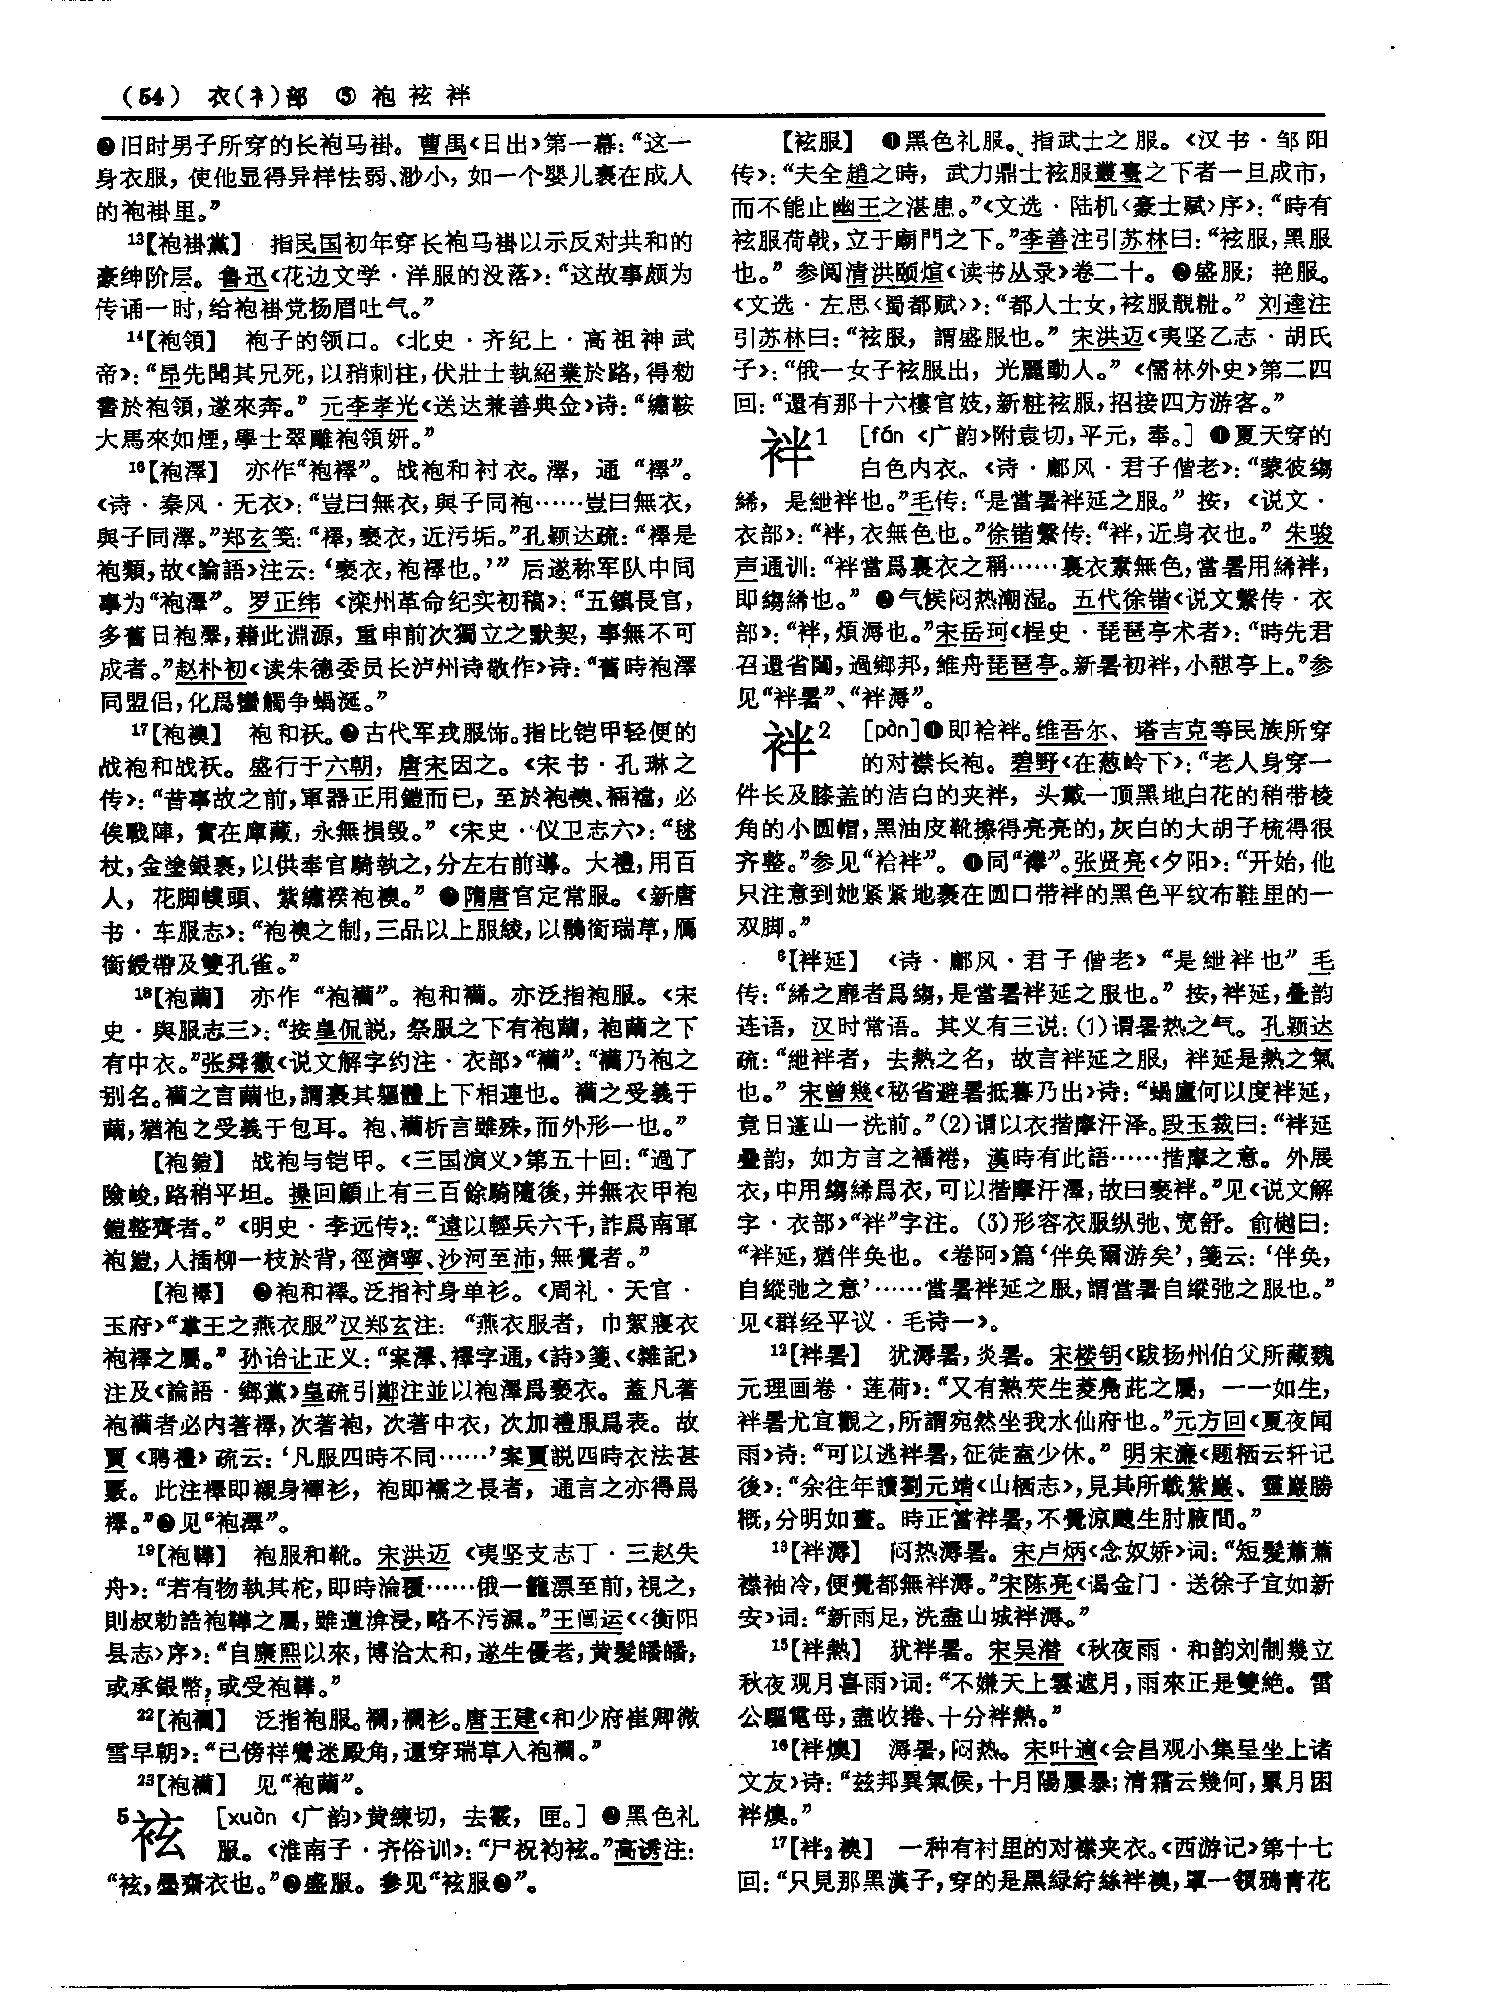 (54) 衣(衤)部 ⑤ 袍袨袢
❷旧时男子所穿的长袍马褂。曹禺《日出》第一幕：“这一
身衣服，使他显得异样怯弱、渺小，如一个婴儿裹在成人
的袍褂里。”
13【袍褂黨】 指民国初年穿长袍马褂以示反对共和的
豪绅阶层。鲁迅《花边文学·洋服的没落》：“这故事颇为
传诵一时，给袍褂党扬眉吐气。”
14【袍領】 袍子的领口。《北史·齐纪上·高祖神武
帝》：“昂先聞其兄死，以矟刺柱，伏壯士執紹業於路，得勑
書於袍領，遂來奔。”元李孝光《送达兼善典金》诗：“繡鞍
大馬來如煙，學士翠雕袍領妍。”
16【袍澤】 亦作“袍襗”。战袍和衬衣。澤，通“襗”。
《诗·秦风·无衣》：“豈曰無衣，與子同袍……豈曰無衣，
與子同澤。”郑玄笺：“襗，褻衣，近污垢。”孔颖达疏：“襗是
袍類，故《論語》注云：‘褻衣，袍襗也。’”后遂称军队中同
事为“袍澤”。罗正纬《滦州革命纪实初稿》：“五鎮長官，
多舊日袍澤，藉此淵源，重申前次獨立之默契，事無不可
成者。”赵朴初《读朱德委员长泸州诗敬作》诗：“舊時袍澤
同盟侣，化爲蠻觸争蝸涎。”
17【袍襖】 袍和袄。❷古代军戎服饰。指比铠甲轻便的
战袍和战袄。盛行于六朝，唐宋因之。《宋书·孔琳之
传》：“昔事故之前，軍器正用鎧而已，至於袍襖、裲襠，必
俟戰陣，實在庫藏，永無損毁。”《宋史·仪卫志六》：“毬
杖，金塗銀裹，以供奉官騎執之，分左右前導。大禮，用百
人，花脚幞頭、紫繡䙆袍襖。”❷隋唐官定常服。《新唐
书·车服志》：“袍襖之制，三品以上服綾，以鶻銜瑞草，鴈
銜綬帶及雙孔雀。”
18【袍繭】 亦作“袍襺”。袍和襺。亦泛指袍服。《宋
史·舆服志三》：“按皇侃説，祭服之下有袍繭，袍繭之下
有中衣。”张舜徽《说文解字约注·衣部》“襺”：“襺乃袍之
别名。襺之言繭也，謂裹其軀體上下相連也。襺之受義于
繭，猶袍之受義于包耳。袍、襺析言雖殊，而外形一也。”
【袍鎧】 战袍与铠甲。《三国演义》第五十回：“過了
險峻，路稍平坦。操回顧止有三百餘騎隨後，並無衣甲袍
鎧整齊者。”《明史·李远传》：“遠以輕兵六千，詐爲南軍
袍鎧，人插柳一枝於背，徑濟寧、沙河至沛，無覺者。”
【袍襗】 ❷袍和襗。泛指衬身单衫。《周礼·天官·
玉府》“掌王之燕衣服”汉郑玄注：“燕衣服者，巾絮寢衣
袍襗之屬。”孙诒让正义：“案澤、襗字通，《詩》箋、《雜記》
注及《論語·鄉黨》皇疏引鄭注並以袍澤爲褻衣。蓋凡著
袍襺者必内著襗，次著袍，次著中衣，次加禮服爲表。故
賈《聘禮》疏云：‘凡服四時不同……’案賈説四時衣法甚
覈。此注襗即襯身襌衫，袍即襦之長者，通言之亦得爲
襗。”❷见“袍澤”。
19【袍鞾】 袍服和靴。宋洪迈《夷坚支志丁·三赵失
舟》：“若有物執其柁，即時淪覆……俄一籠漂至前，視之，
則叔勑誥袍鞾之屬，雖遭渰浸，略不污濕。”王闿运《〈衡阳
县志〉序》：“自康熙以來，博洽太和，遂生優老，黄髮皤皤，
或承銀幣，或受袍鞾。”
22【袍襴】 泛指袍服。襴，襴衫。唐王建《和少府崔卿微
雪早朝》：“已傍祥鸞迷殿角，還穿瑞草入袍襴。”
23【袍襺】 见“袍繭”。
5 袨 [xuàn 《广韵》黄練切，去霰，匣。]❷黑色礼
服。《淮南子·齐俗训》：“尸祝袀袨。”高诱注：
“袨，墨齋衣也。”❷盛服。参见“袨服❷”。
【袨服】 ❶黑色礼服。指武士之服。《汉书·邹阳
传》：“夫全趙之時，武力鼎士袨服叢臺之下者一旦成市，
而不能止幽王之湛患。”《文选·陆机〈豪士赋〉序》：“時有
袨服荷戟，立于廟門之下。”李善注引苏林曰：“袨服，黑服
也。”参阅清洪颐煊《读书丛录》卷二十。❷盛服；艳服。
《文选·左思〈蜀都赋〉》：“都人士女，袨服靚粧。”刘逵注
引苏林曰：“袨服，謂盛服也。”宋洪迈《夷坚乙志·胡氏
子》：“俄一女子袨服出，光麗動人。”《儒林外史》第二四
回：“還有那十六樓官妓，新粧袨服，招接四方游客。”
袢1 [fán 《广韵》附袁切，平元，奉。]❶夏天穿的
白色内衣。《诗·鄘风·君子偕老》：“蒙彼縐
絺，是紲袢也。”毛传：“是當暑袢延之服。”按，《说文·
衣部》：“袢，衣無色也。”徐锴繫传：“袢，近身衣也。”朱骏
声通训：“袢當爲裏衣之稱……裏衣素無色，當暑用絺袢，
即縐絺也。”❷气候闷热潮湿。五代徐锴《说文繫传·衣
部》：“袢，煩溽也。”宋岳珂《桯史·琵琶亭术者》：“時先君
召還省闥，過鄉邦，維舟琵琶亭。新暑初袢，小憩亭上。”参
见“袢暑”、“袢溽”。
袢2 [pàn]❶即袷袢。维吾尔、塔吉克等民族所穿
的对襟长袍。碧野《在葱岭下》：“老人身穿一
件长及膝盖的洁白的夹袢，头戴一顶黑地白花的稍带棱
角的小圆帽，黑油皮靴擦得亮亮的，灰白的大胡子梳得很
齐整。”参见“袷袢”。❶同“襻”。张贤亮《夕阳》：“开始，他
只注意到她紧紧地裹在圆口带袢的黑色平纹布鞋里的一
双脚。”
8【袢延】 《诗·鄘风·君子偕老》“是紲袢也”毛
传：“絺之靡者爲縐，是當暑袢延之服也。”按，袢延，叠韵
连语，汉时常语。其义有三说：(1)谓暑热之气。孔颖达
疏：“紲袢者，去熱之名，故言袢延之服，袢延是熱之氣
也。”宋曾幾《秘省避暑抵暮乃出》诗：“蝸廬何以度袢延，
竟日蓬山一洗前。”(2)谓以衣揩摩汗泽。段玉裁曰：“袢延
叠韵，如方言之襎裷，漢時有此語……揩摩之意。外展
衣，中用縐絺爲衣，可以揩摩汗澤，故曰褻袢。”见《说文解
字·衣部》“袢”字注。(3)形容衣服纵弛、宽舒。俞樾曰：
“袢延，猶伴奂也。《卷阿》篇‘伴奂爾游矣’，箋云：‘伴奂，
自縱弛之意’……當暑袢延之服，謂當暑自縱弛之服也。”
见《群经平议·毛诗一》。
12【袢暑】 犹溽暑，炎暑。宋楼钥《跋扬州伯父所藏魏
元理画卷·莲荷》：“又有熟芡生菱凫茈之屬，一一如生，
袢暑尤宜觀之，所謂宛然坐我水仙府也。”元方回《夏夜闻
雨》诗：“可以逃袢暑，征徒盍少休。”明宋濂《题栖云轩记
後》：“余往年讀劉元靖《山栖志》，見其所載紫巖、靈巖勝
概，分明如畫。時正當袢暑，不覺涼飔生肘腋間。”
13【袢溽】 闷热溽暑。宋卢炳《念奴娇》词：“短髮蕭蕭
襟袖冷，便覺都無袢溽。”宋陈亮《谒金门·送徐子宜如新
安》词：“新雨足，洗盡山城袢溽。”
15【袢熱】 犹袢暑。宋吴潜《秋夜雨·和韵刘制幾立
秋夜观月喜雨》词：“不嫌天上雲遮月，雨來正是雙絶。雷
公驅電母，盡收捲、十分袢熱。”
16【袢燠】 溽暑，闷热。宋叶適《会昌观小集呈坐上诸
文友》诗：“兹邦異氣候，十月陽屢暴；清霜云幾何，累月困
袢燠。”
17【袢2襖】 一种有衬里的对襟夹衣。《西游记》第十七
回：“只見那黑漢子，穿的是黑緑紵絲袢襖，罩一領鴉青花